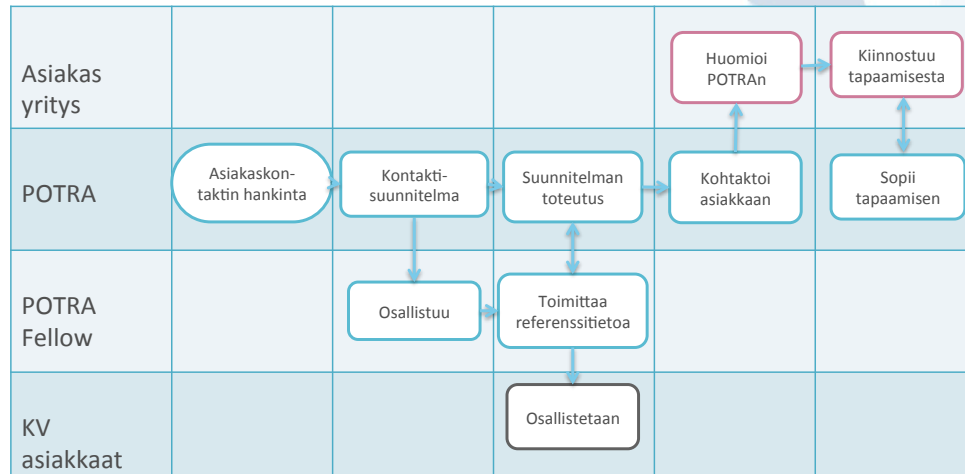 Asiakas
yritys
Huomioi
POTRAn
Kiinnostuu
tapaamisesta
POTRA
Asiakaskon-
taktin hankinta
Kontakti-
suunnitelma
Suunnitelman
toteutus
Kohtaktoi
asiakkaan
Sopii
tapaamisen
POTRA
Fellow
Osallistuu
Toimittaa
referenssitietoa
KV
asiakkaat
Osallistetaan